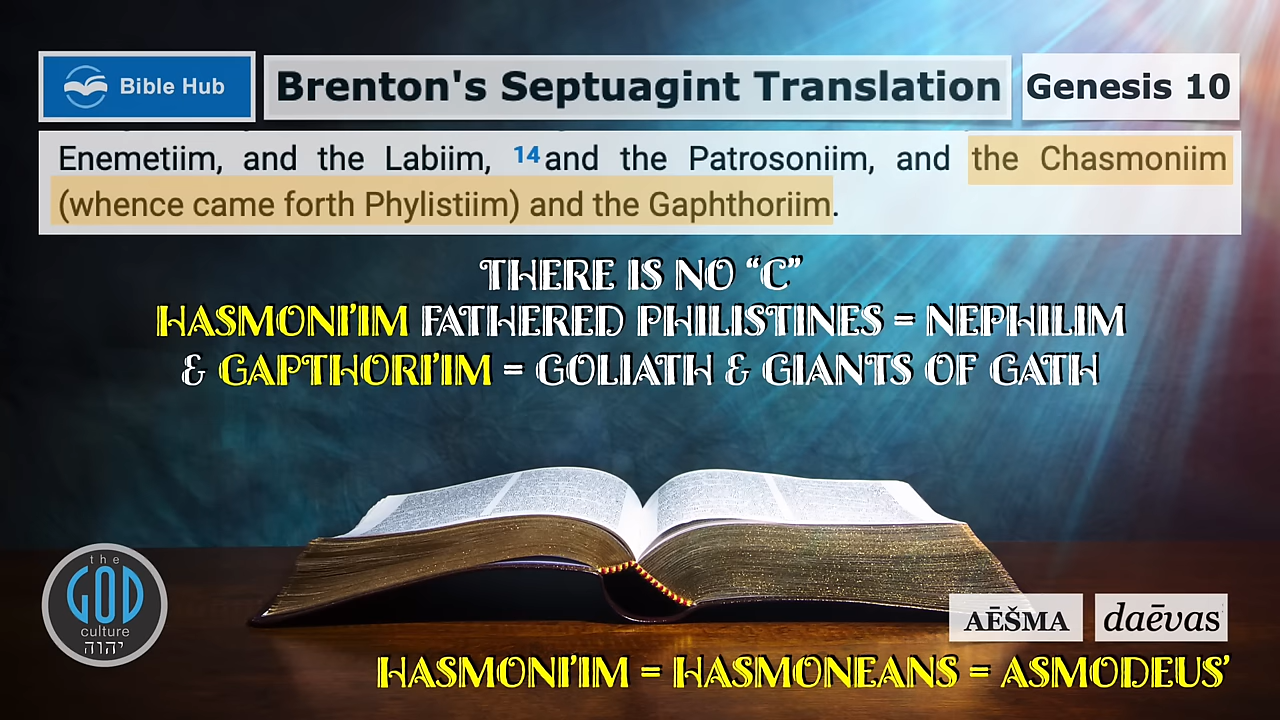 Bible Hub Brenton's Septuagint Translation Genesis 10
Enemetiim, and the Labiim, 14 and the Patrosoniim, and the Chasmoniim
(whence came forth Phylistiim) and the Gaphthoriim.
THERE IS NO “C”
HASMONI'IM FATHERED PHILISTINES = NEPHILIM
& GAPTHORI'IM = GOLIATH & GIANTS OF GATH
the
GOD
culture
יהוה
AĒŠMA daēvas
HASMONI'IM = HASMONEANS = ASMODEUS'